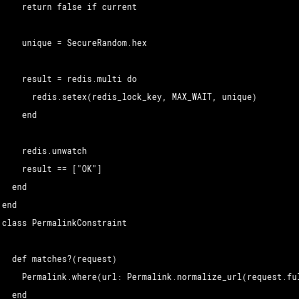 return false if current
unique = SecureRandom.hex
result = redis.multi do
redis.setex(redis_lock_key, MAX_WAIT, unique)
end
redis.unwatch
result == ["OK"]
end
end
class PermalinkConstraint
def matches?(request)
Permalink.where(url: Permalink.normalize_url(request.ful
end